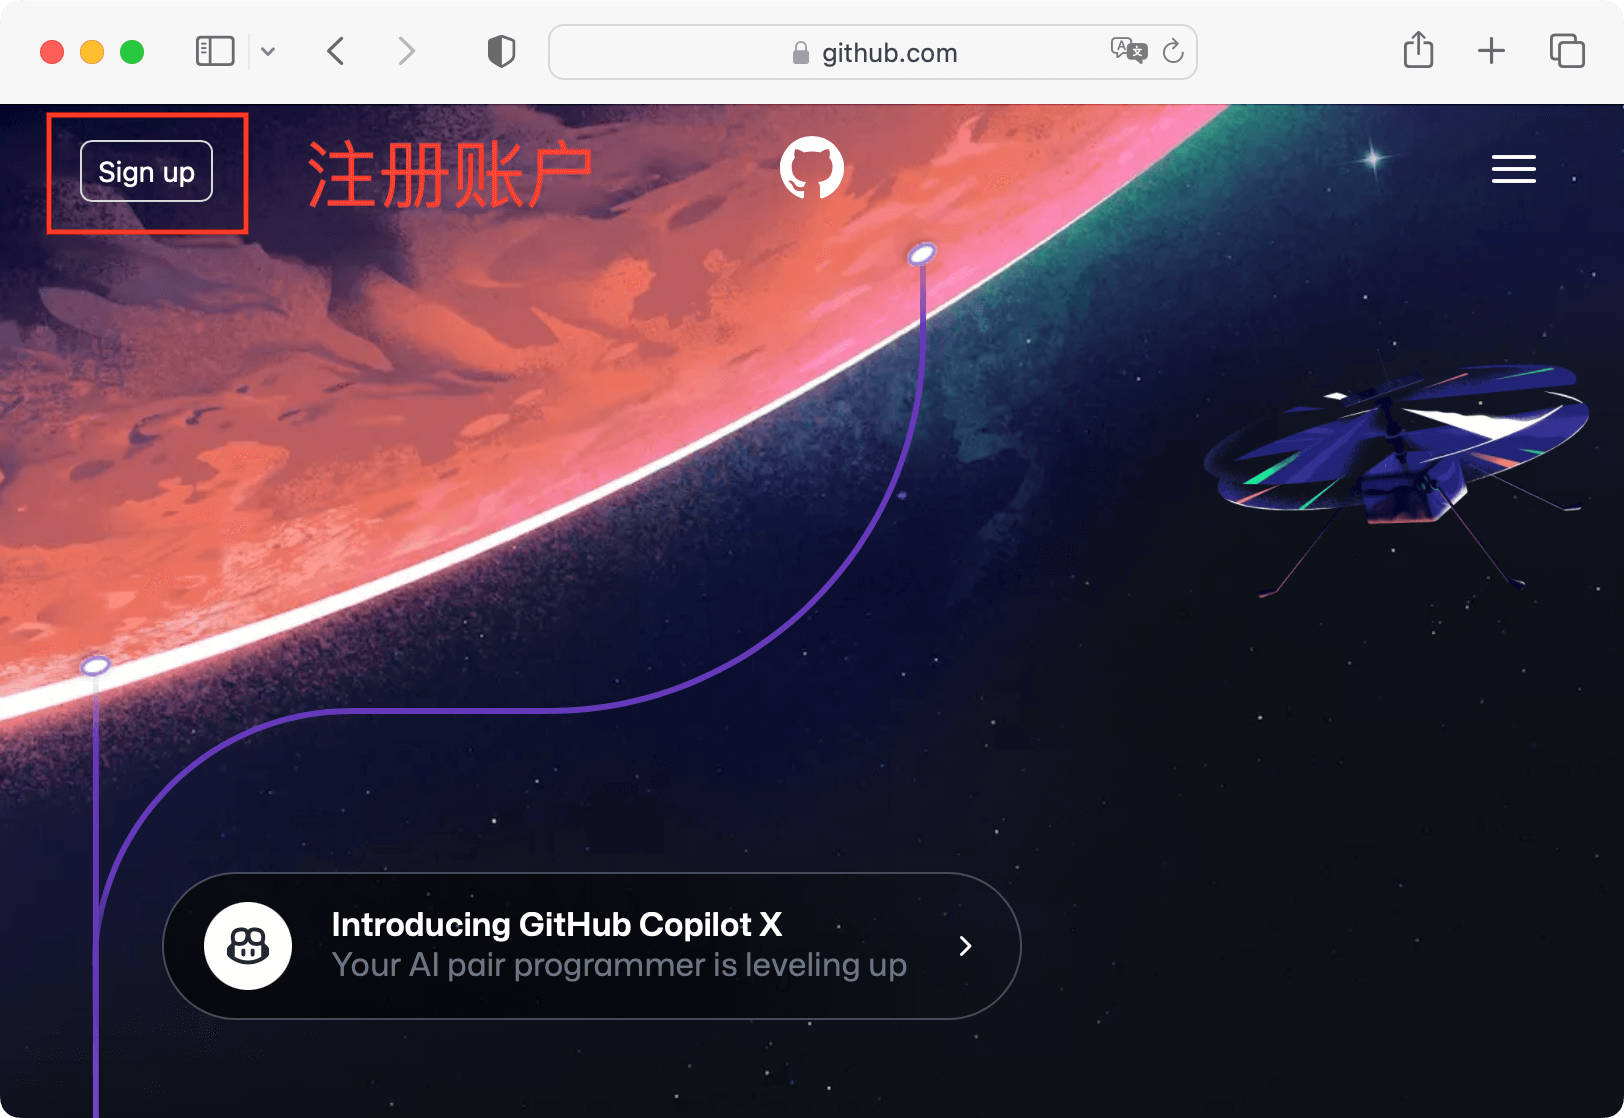 github.com
Sign up
注册账户
Introducing GitHub Copilot X
Your AI pair programmer is leveling up